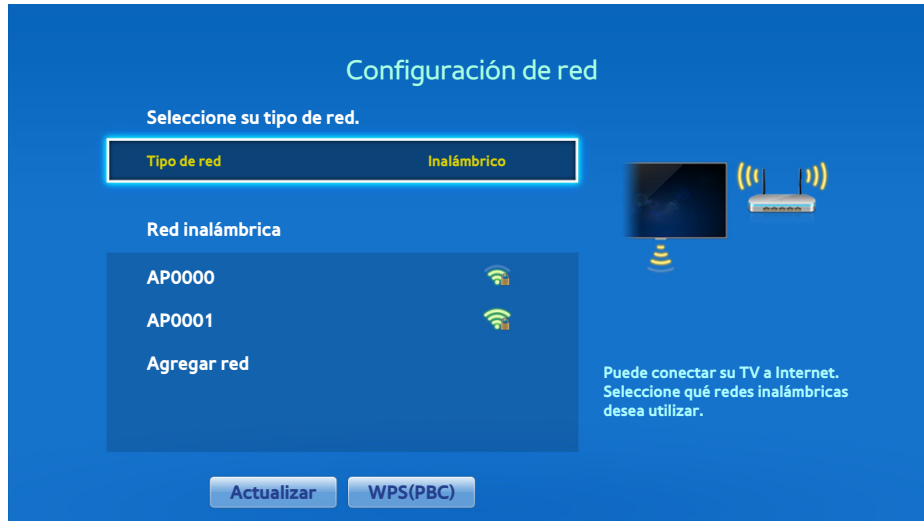 Configuración de red
Seleccione su tipo de red.
Tipo de red Inalámbrico
Red inalámbrica
AP0000
AP0001
Agregar red
Puede conectar su TV a Internet.
Seleccione qué redes inalámbricas
desea utilizar.
Actualizar WPS(PBC)